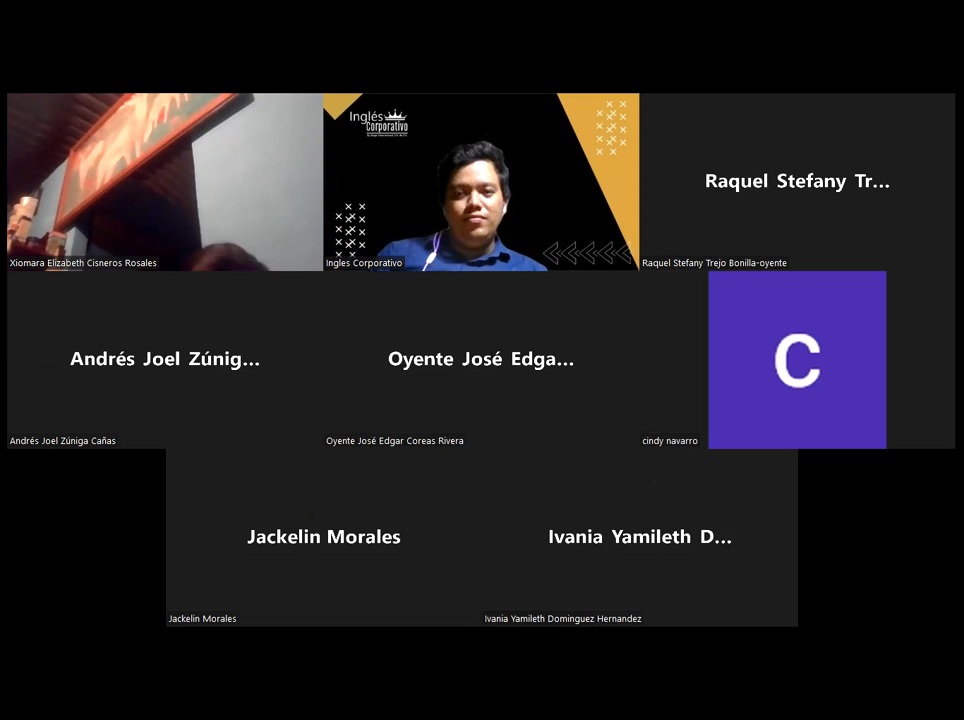 Inglés
Corporativo
Raquel Stefany Tr...
Xiomara Elizabeth Cisneros Rosales
Ingles Corporativo
Raquel Stefany Trejo Bonilla-oyente
Andrés Joel Zúnig...
Oyente José Edga...
C
Andrés Joel Zúniga Cañas
Oyente José Edgar Coreas Rivera
cindy navarro
Jackelin Morales
Ivania Yamileth D...
Jackelin Morales
Ivania Yamileth Dominguez Hernandez